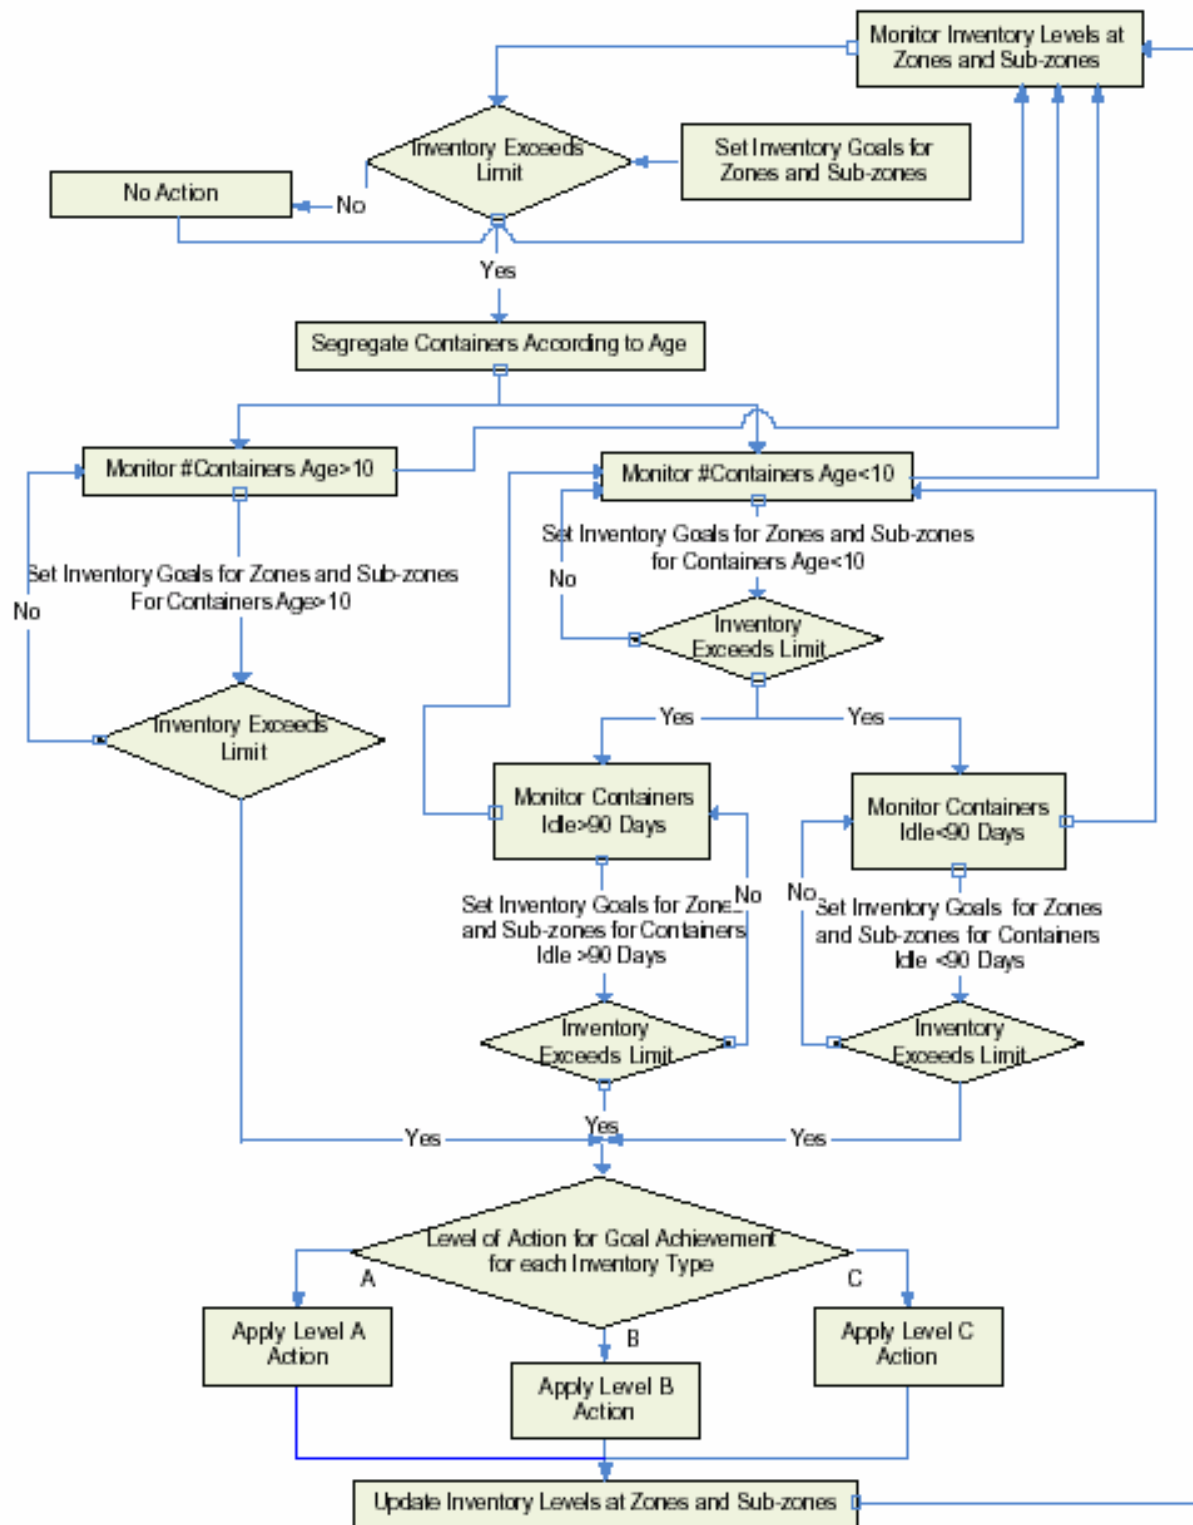 Monitor Inventory Levels at
Zones and Sub-zones
Inventory Exceeds
Limit
Set Inventory Goals for
Zones and Sub-zones
No Action
No
Yes
Segregate Containers According to Age
Monitor #Containers Age>10
Monitor #Containers Age<10
Set Inventory Goals for Zones and Sub-zones
for Containers Age<10
No
Set Inventory Goals for Zones and Sub-zones
For Containers Age>10
No
Inventory
Exceeds Limit
Inventory Exceeds
Limit
Yes
Yes
Monitor Containers
Idle>90 Days
Monitor Containers
Idle<90 Days
No
No
Set Inventory Goals for Zones
and Sub-zones for Containers
Idle >90 Days
Set Inventory Goals for Zones
and Sub-zones for Containers
Idle <90 Days
Inventory
Exceeds Limit
Inventory
Exceeds Limit
Yes
Yes
Yes
Level of Action for Goal Achievement
for each Inventory Type
A
C
B
Apply Level A
Action
Apply Level C
Action
Apply Level B
Action
Update Inventory Levels at Zones and Sub-zones